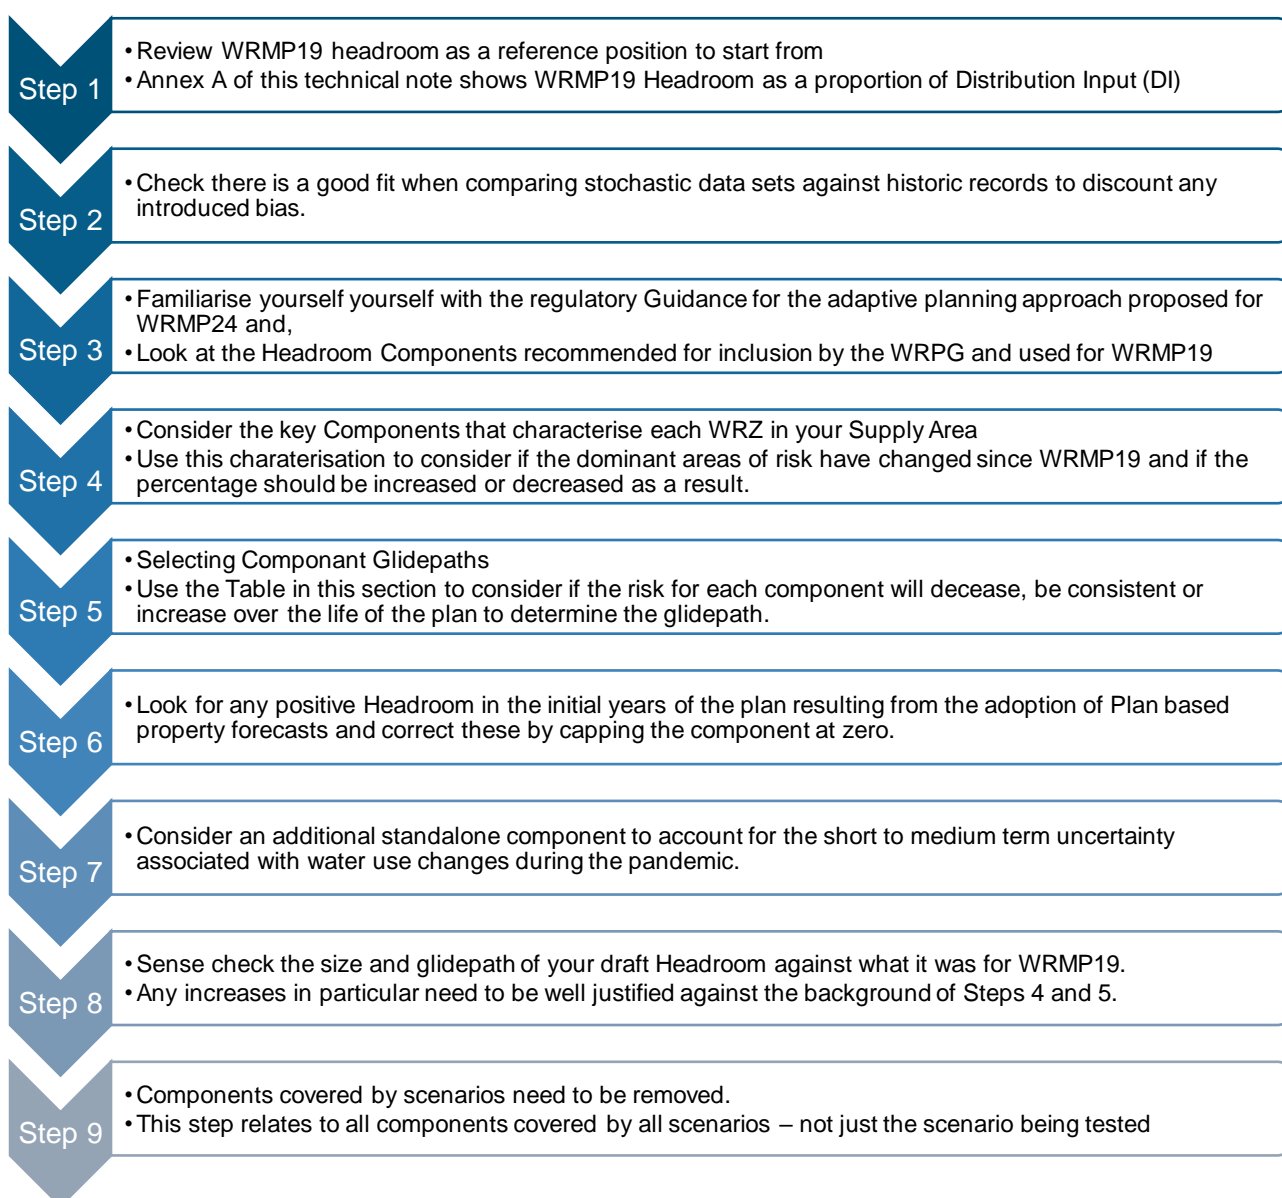 Step 1
•Review WRMP19 headroom as a reference position to start from
•Annex A of this technical note shows WRMP19 Headroom as a proportion of Distribution Input (DI)
Step 2
•Check there is a good fit when comparing stochastic data sets against historic records to discount any
introduced bias.
Step 3
•Familiarise yourself yourself with the regulatory Guidance for the adaptive planning approach proposed for
WRMP24 and,
•Look at the Headroom Components recommended for inclusion by the WRPG and used for WRMP19
Step 4
•Consider the key Components that characterise each WRZ in your Supply Area
•Use this charaterisation to consider if the dominant areas of risk have changed since WRMP19 and if the
percentage should be increased or decreased as a result.
Step 5
•Selecting Componant Glidepaths
•Use the Table in this section to consider if the risk for each component will decease, be consistent or
increase over the life of the plan to determine the glidepath.
Step 6
•Look for any positive Headroom in the initial years of the plan resulting from the adoption of Plan based
property forecasts and correct these by capping the component at zero.
Step 7
•Consider an additional standalone component to account for the short to medium term uncertainty
associated with water use changes during the pandemic.
Step 8
•Sense check the size and glidepath of your draft Headroom against what it was for WRMP19.
•Any increases in particular need to be well justified against the background of Steps 4 and 5.
Step 9
•Components covered by scenarios need to be removed.
•This step relates to all components covered by all scenarios – not just the scenario being tested